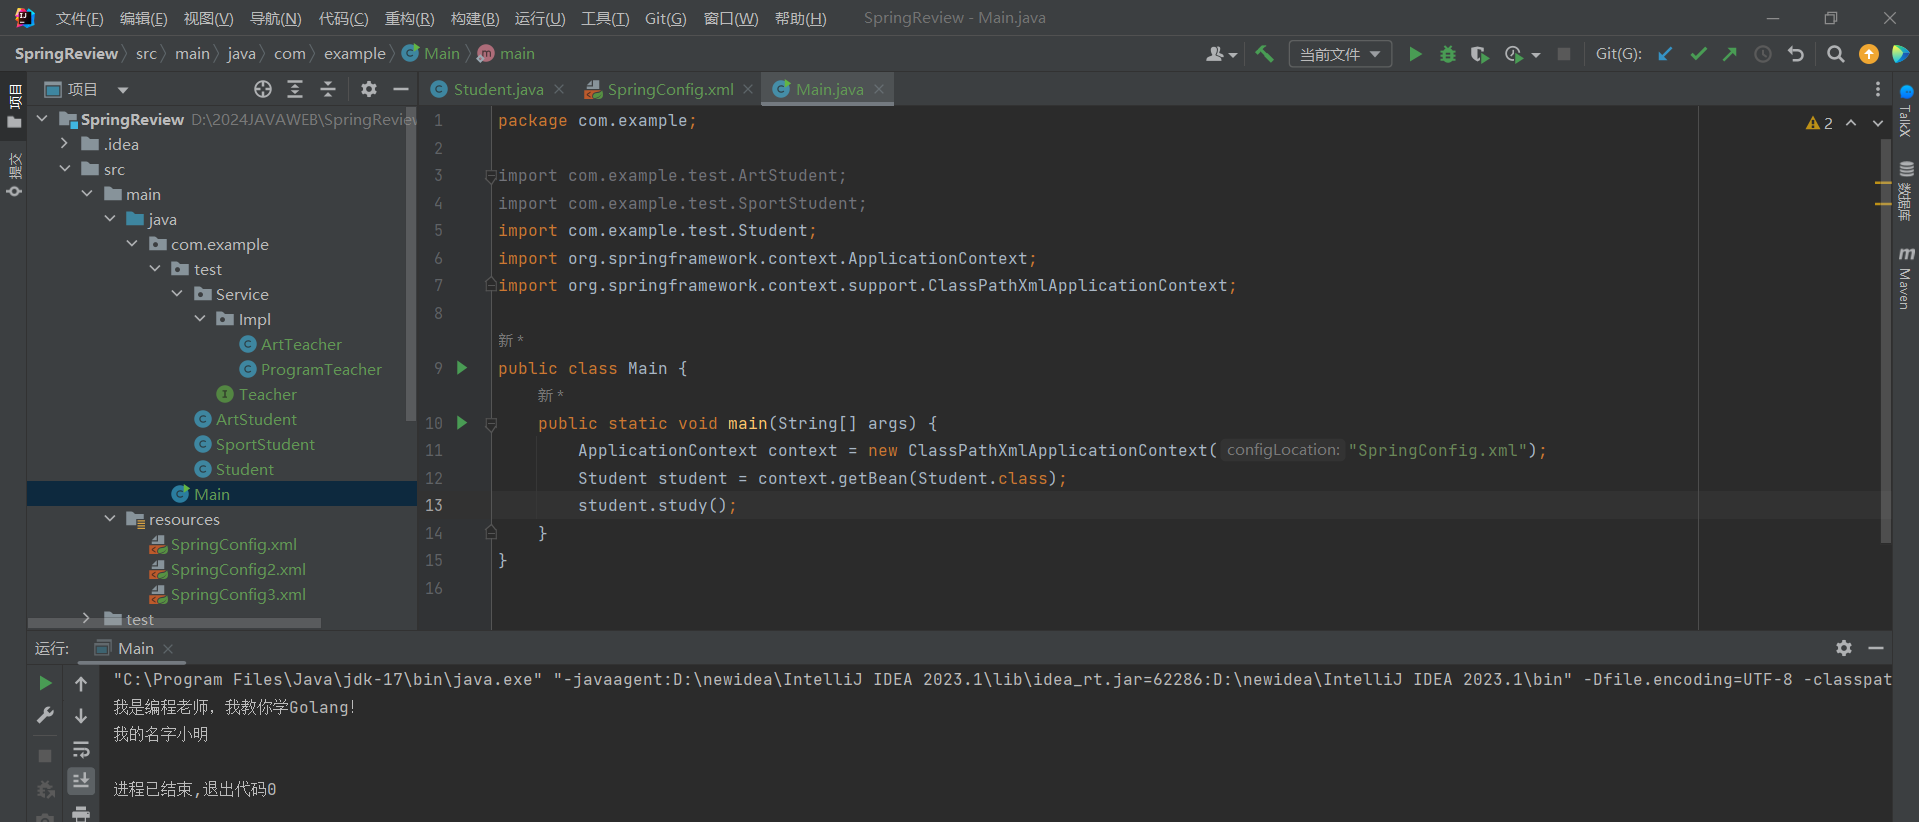 文件(F) 编辑(E) 视图(V) 导航(N) 代码(C) 重构(R) 构建(B) 运行(U) 工具(T) Git(G) 窗口(W) 帮助(H) SpringReview - Main.java
SpringReview src main java com example Main main
当前文件 Git(G):
项目
提交
项目
SpringReview D:\2024JAVAWEB\SpringReview
.idea
src
main
java
com.example
test
Service
Impl
ArtTeacher
ProgramTeacher
Teacher
ArtStudent
SportStudent
Student
Main
resources
SpringConfig.xml
SpringConfig2.xml
SpringConfig3.xml
test
Student.java SpringConfig.xml Main.java
2
1 package com.example;
2
3 import com.example.test.ArtStudent;
4 import com.example.test.SportStudent;
5 import com.example.test.Student;
6 import org.springframework.context.ApplicationContext;
7 import org.springframework.context.support.ClassPathXmlApplicationContext;
8
新 *
9 public class Main {
新 *
10 public static void main(String[] args) {
11 ApplicationContext context = new ClassPathXmlApplicationContext( configLocation: "SpringConfig.xml");
12 Student student = context.getBean(Student.class);
13 student.study();
14 }
15 }
16
TalkX
数据库
Maven
运行: Main
"C:\Program Files\Java\jdk-17\bin\java.exe" "-javaagent:D:\newidea\IntelliJ IDEA 2023.1\lib\idea_rt.jar=62286:D:\newidea\IntelliJ IDEA 2023.1\bin" -Dfile.encoding=UTF-8 -classpat
我是编程老师，我教你学Golang!
我的名字小明
进程已结束,退出代码0